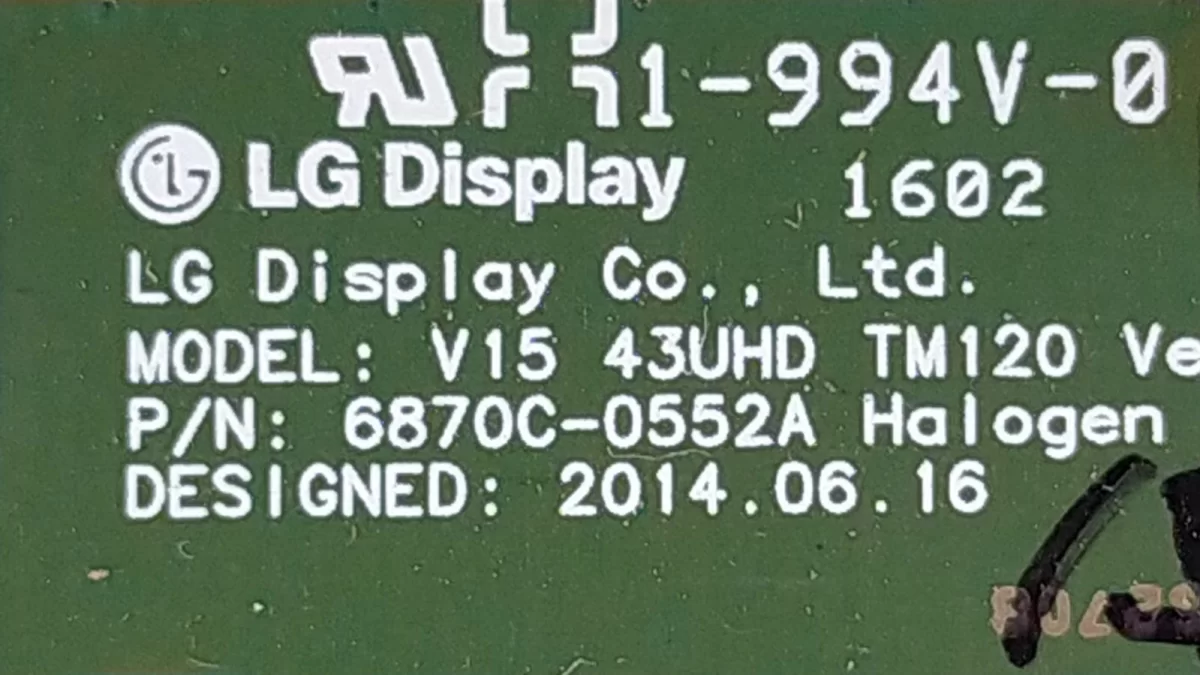 1-994V-0
LG Display 1602
LG Display Co., Ltd.
MODEL: V15 43UHD TM120 Ve
P/N: 6870C-0552A Halogen
DESIGNED: 2014.06.16